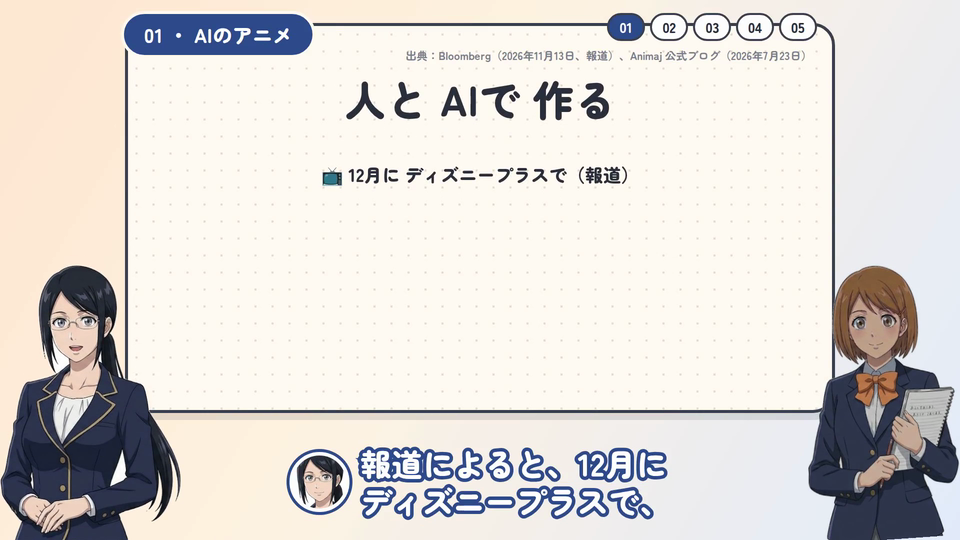 01 ・ AIのアニメ
01 02 03 04 05
出典：Bloomberg（2026年11月13日、報道）、Animaj 公式ブログ（2026年7月23日）
人と AIで 作る
12月に ディズニープラスで（報道）
報道によると、12月に
ディズニープラスで、